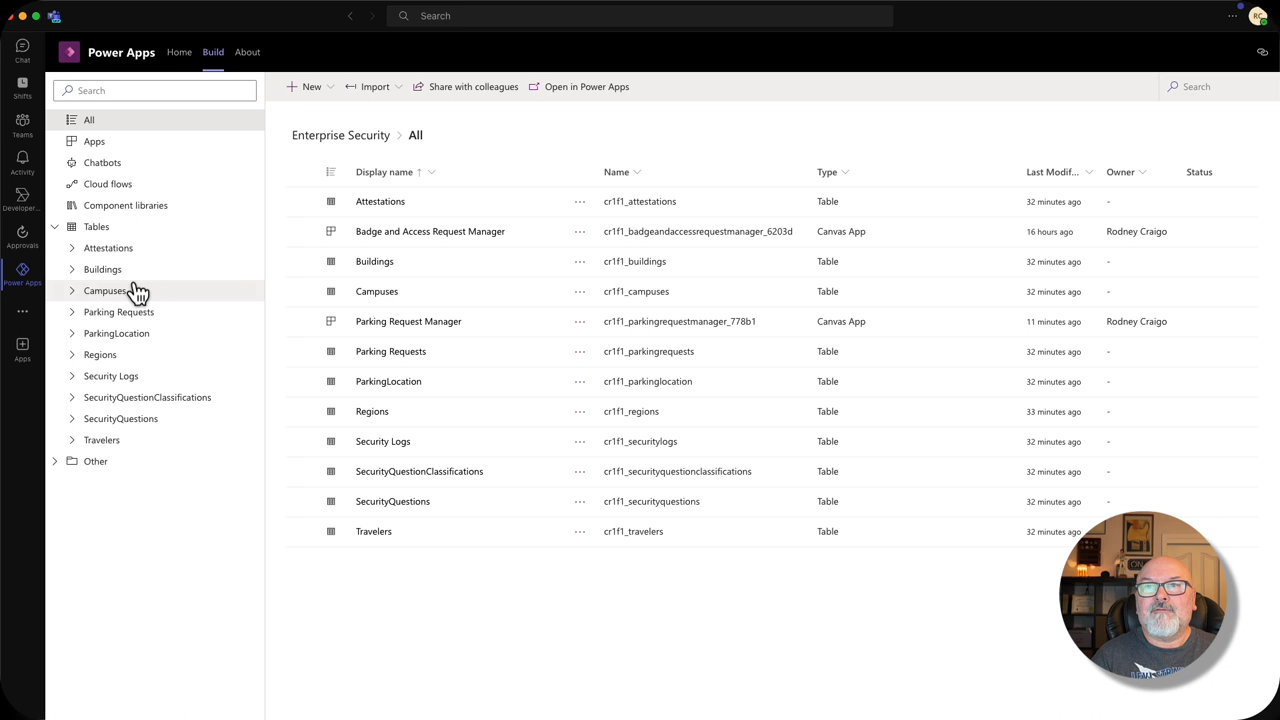 Search
RC
Power Apps
Home
Build
About
Chat
Shifts
Teams
Activity
Developer...
Approvals
Power Apps
Apps
Search
All
Apps
Chatbots
Cloud flows
Component libraries
Tables
Attestations
Buildings
Campuses
Parking Requests
ParkingLocation
Regions
Security Logs
SecurityQuestionClassifications
SecurityQuestions
Travelers
Other
New
Import
Share with colleagues
Open in Power Apps
Search
Enterprise Security > All
Display name ↑ Name Type Last Modif... Owner Status
Attestations ... cr1f1_attestations Table 32 minutes ago -
Badge and Access Request Manager ... cr1f1_badgeandaccessrequestmanager_6203d Canvas App 16 hours ago Rodney Craigo
Buildings ... cr1f1_buildings Table 32 minutes ago -
Campuses ... cr1f1_campuses Table 32 minutes ago -
Parking Request Manager ... cr1f1_parkingrequestmanager_778b1 Canvas App 11 minutes ago Rodney Craigo
Parking Requests ... cr1f1_parkingrequests Table 32 minutes ago -
ParkingLocation ... cr1f1_parkinglocation Table 32 minutes ago -
Regions ... cr1f1_regions Table 33 minutes ago -
Security Logs ... cr1f1_securitylogs Table 32 minutes ago -
SecurityQuestionClassifications ... cr1f1_securityquestionclassifications Table 32 minutes ago -
SecurityQuestions ... cr1f1_securityquestions Table 32 minutes ago -
Travelers ... cr1f1_travelers Table 32 minutes ago -